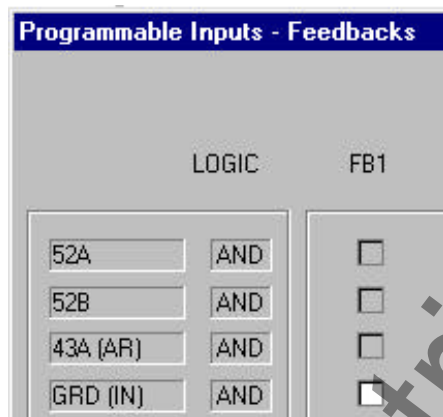 Programmable Inputs - Feedbacks
LOGIC FB1
52A AND
52B AND
43A (AR) AND
GRD (IN) AND